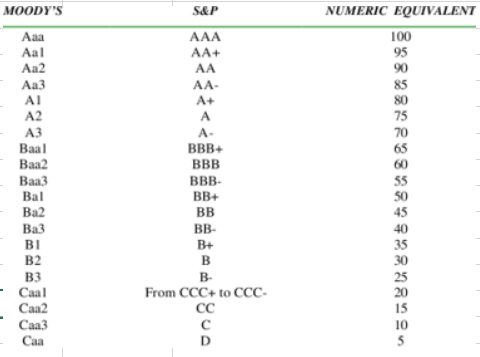 MOODY'S S&P NUMERIC EQUIVALENT
Aaa AAA 100
Aa1 AA+ 95
Aa2 AA 90
Aa3 AA- 85
A1 A+ 80
A2 A 75
A3 A- 70
Baa1 BBB+ 65
Baa2 BBB 60
Baa3 BBB- 55
Ba1 BB+ 50
Ba2 BB 45
Ba3 BB- 40
B1 B+ 35
B2 B 30
B3 B- 25
Caa1 From CCC+ to CCC- 20
Caa2 CC 15
Caa3 C 10
Caa D 5